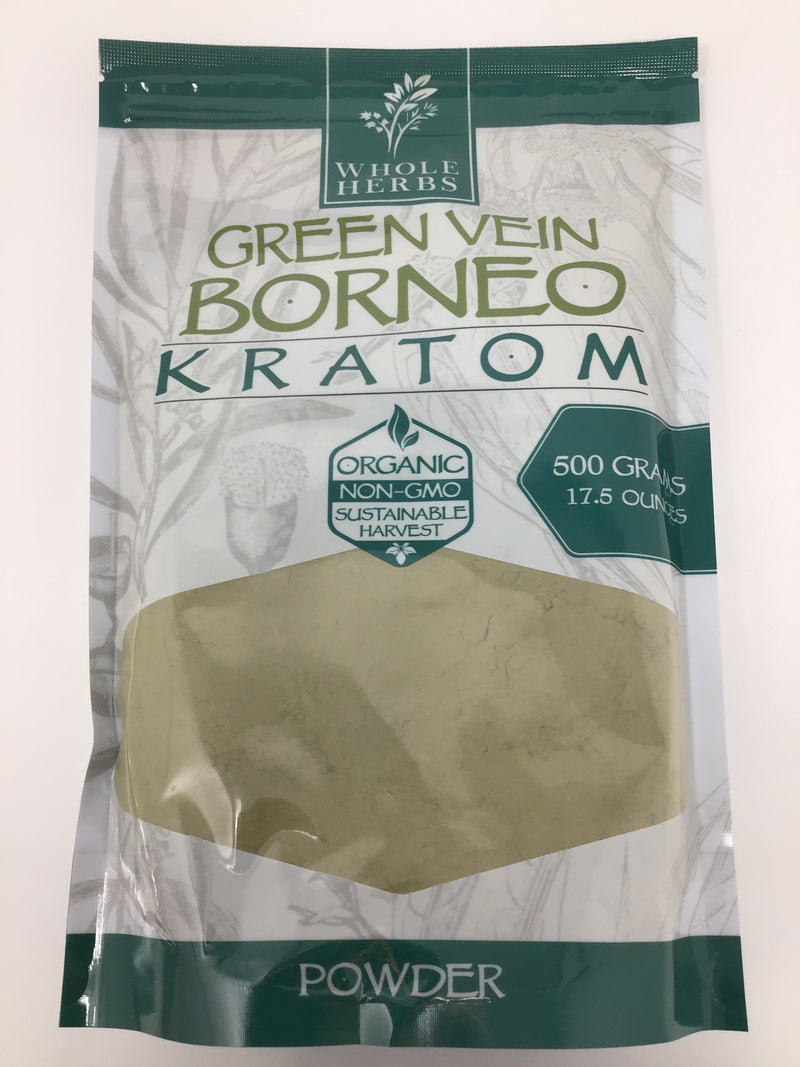 WHOLE
HERBS
GREEN VEIN
BORNEO
KRATOM
ORGANIC
NON-GMO
SUSTAINABLE
HARVEST
500 GRAMS
17.5 OUNCES
POWDER